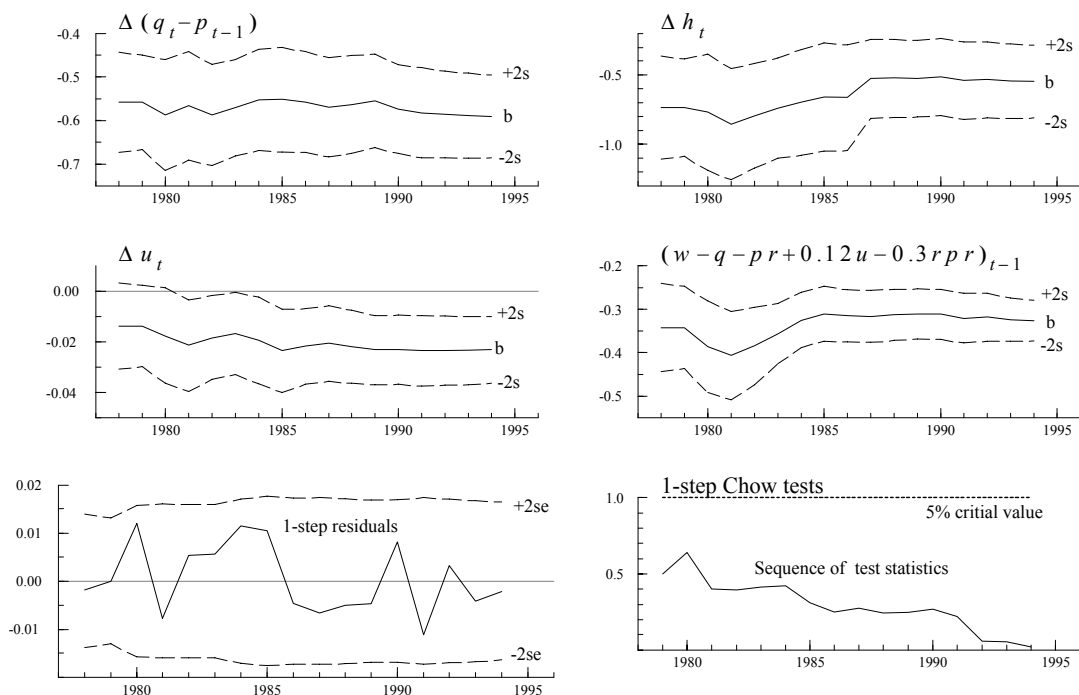 Δ (q_t − p_{t−1})
-0.4
-0.5
-0.6
-0.7
+2s
b
-2s
1980 1985 1990 1995
Δ h_t
-0.5
-1.0
+2s
b
-2s
1980 1985 1990 1995
Δ u_t
0.00
-0.02
-0.04
+2s
b
-2s
1980 1985 1990 1995
(w − q − pr + 0.12u − 0.3rpr)_{t−1}
-0.2
-0.3
-0.4
-0.5
+2s
b
-2s
1980 1985 1990 1995
0.02
0.01
0.00
-0.01
+2se
1-step residuals
-2se
1980 1985 1990 1995
1-step Chow tests
1.0
5% critial value
0.5
Sequence of test statistics
1980 1985 1990 1995